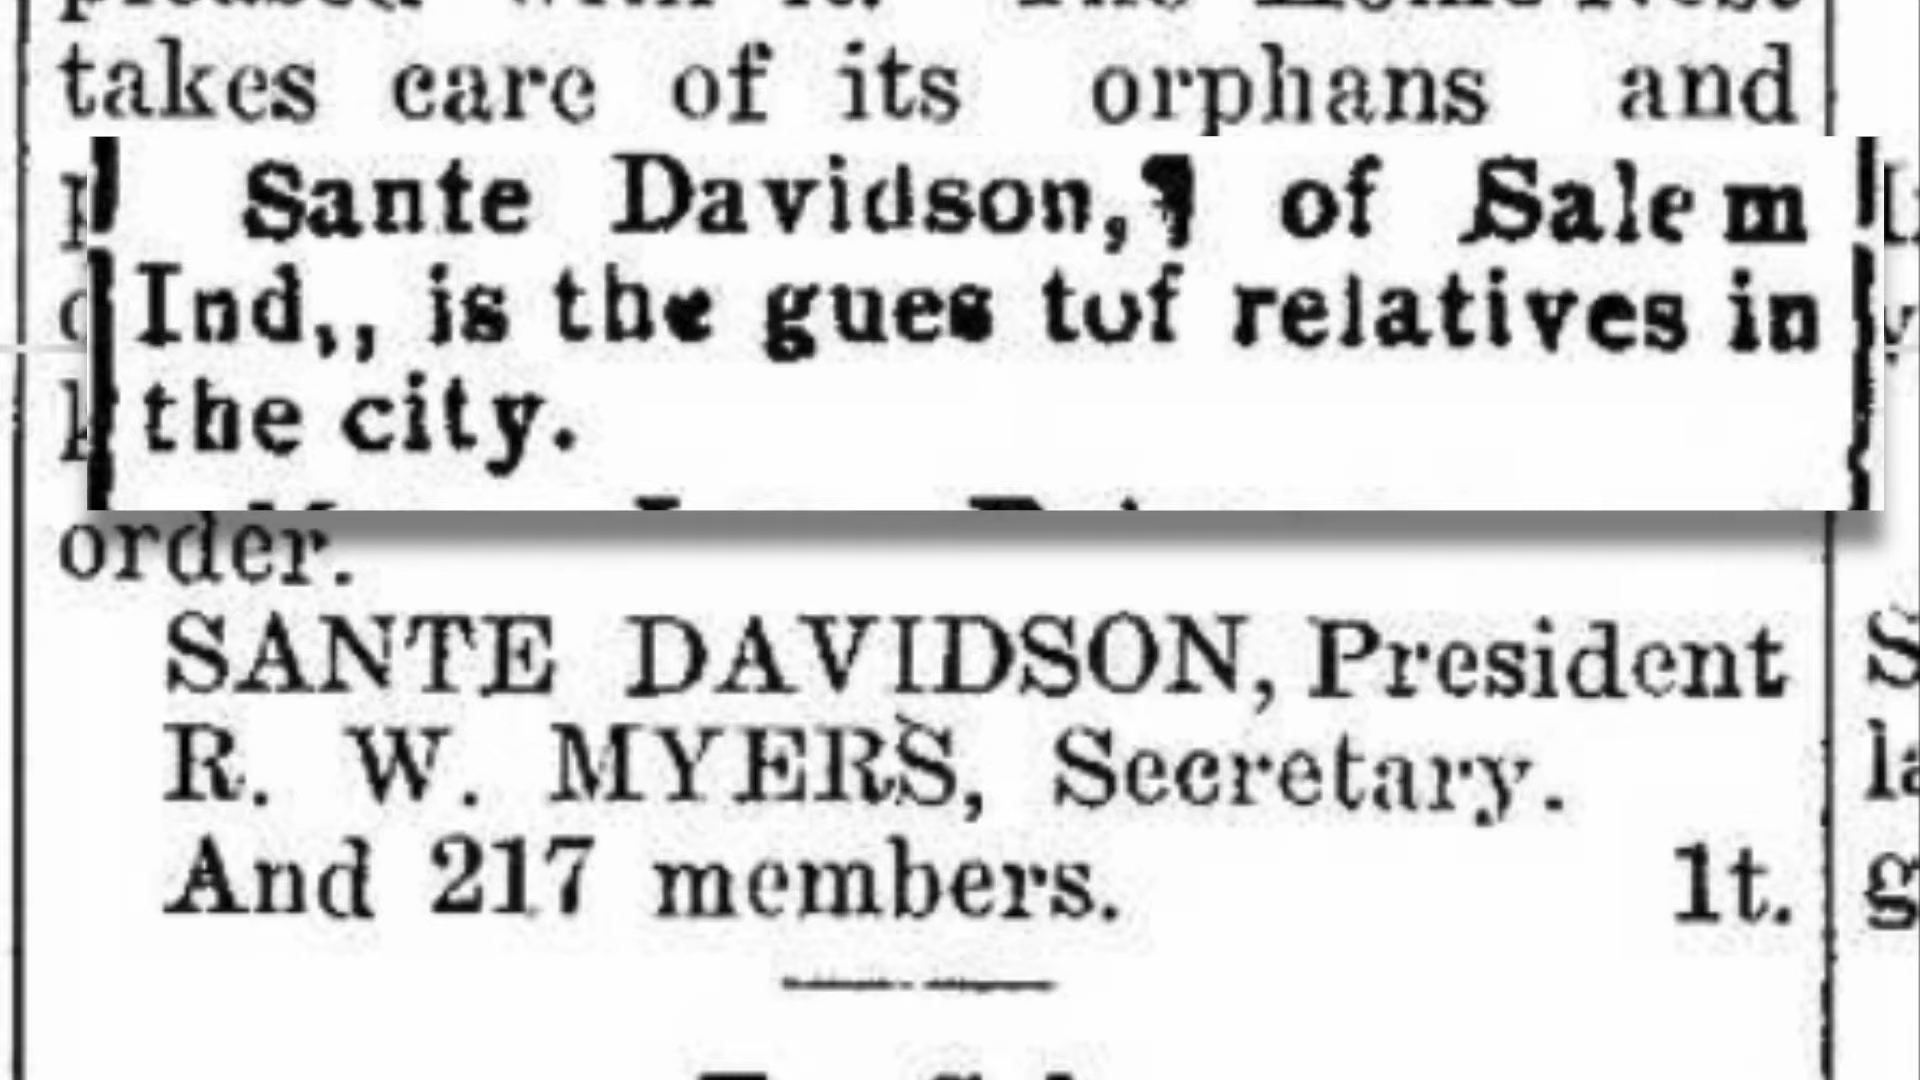 takes care of its orphans and
Sante Davidson, of Salem
Ind,, is the gues tof relatives in
the city.
order.
SANTE DAVIDSON, President
R. W. MYERS, Secretary.
And 217 members. 1t.